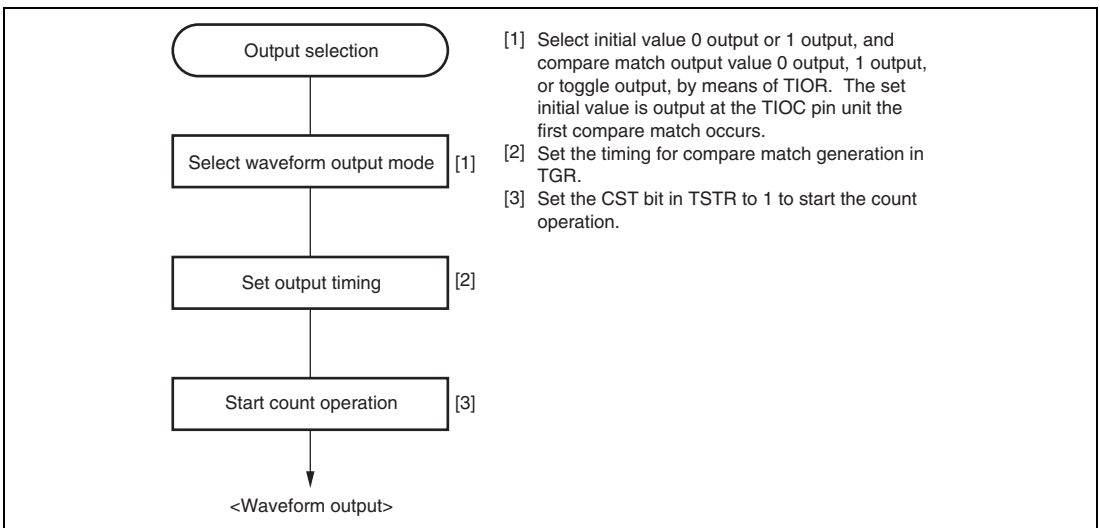 Output selection
Select waveform output mode [1]
Set output timing [2]
Start count operation [3]
<Waveform output>
[1] Select initial value 0 output or 1 output, and
compare match output value 0 output, 1 output,
or toggle output, by means of TIOR. The set
initial value is output at the TIOC pin unit the
first compare match occurs.
[2] Set the timing for compare match generation in
TGR.
[3] Set the CST bit in TSTR to 1 to start the count
operation.